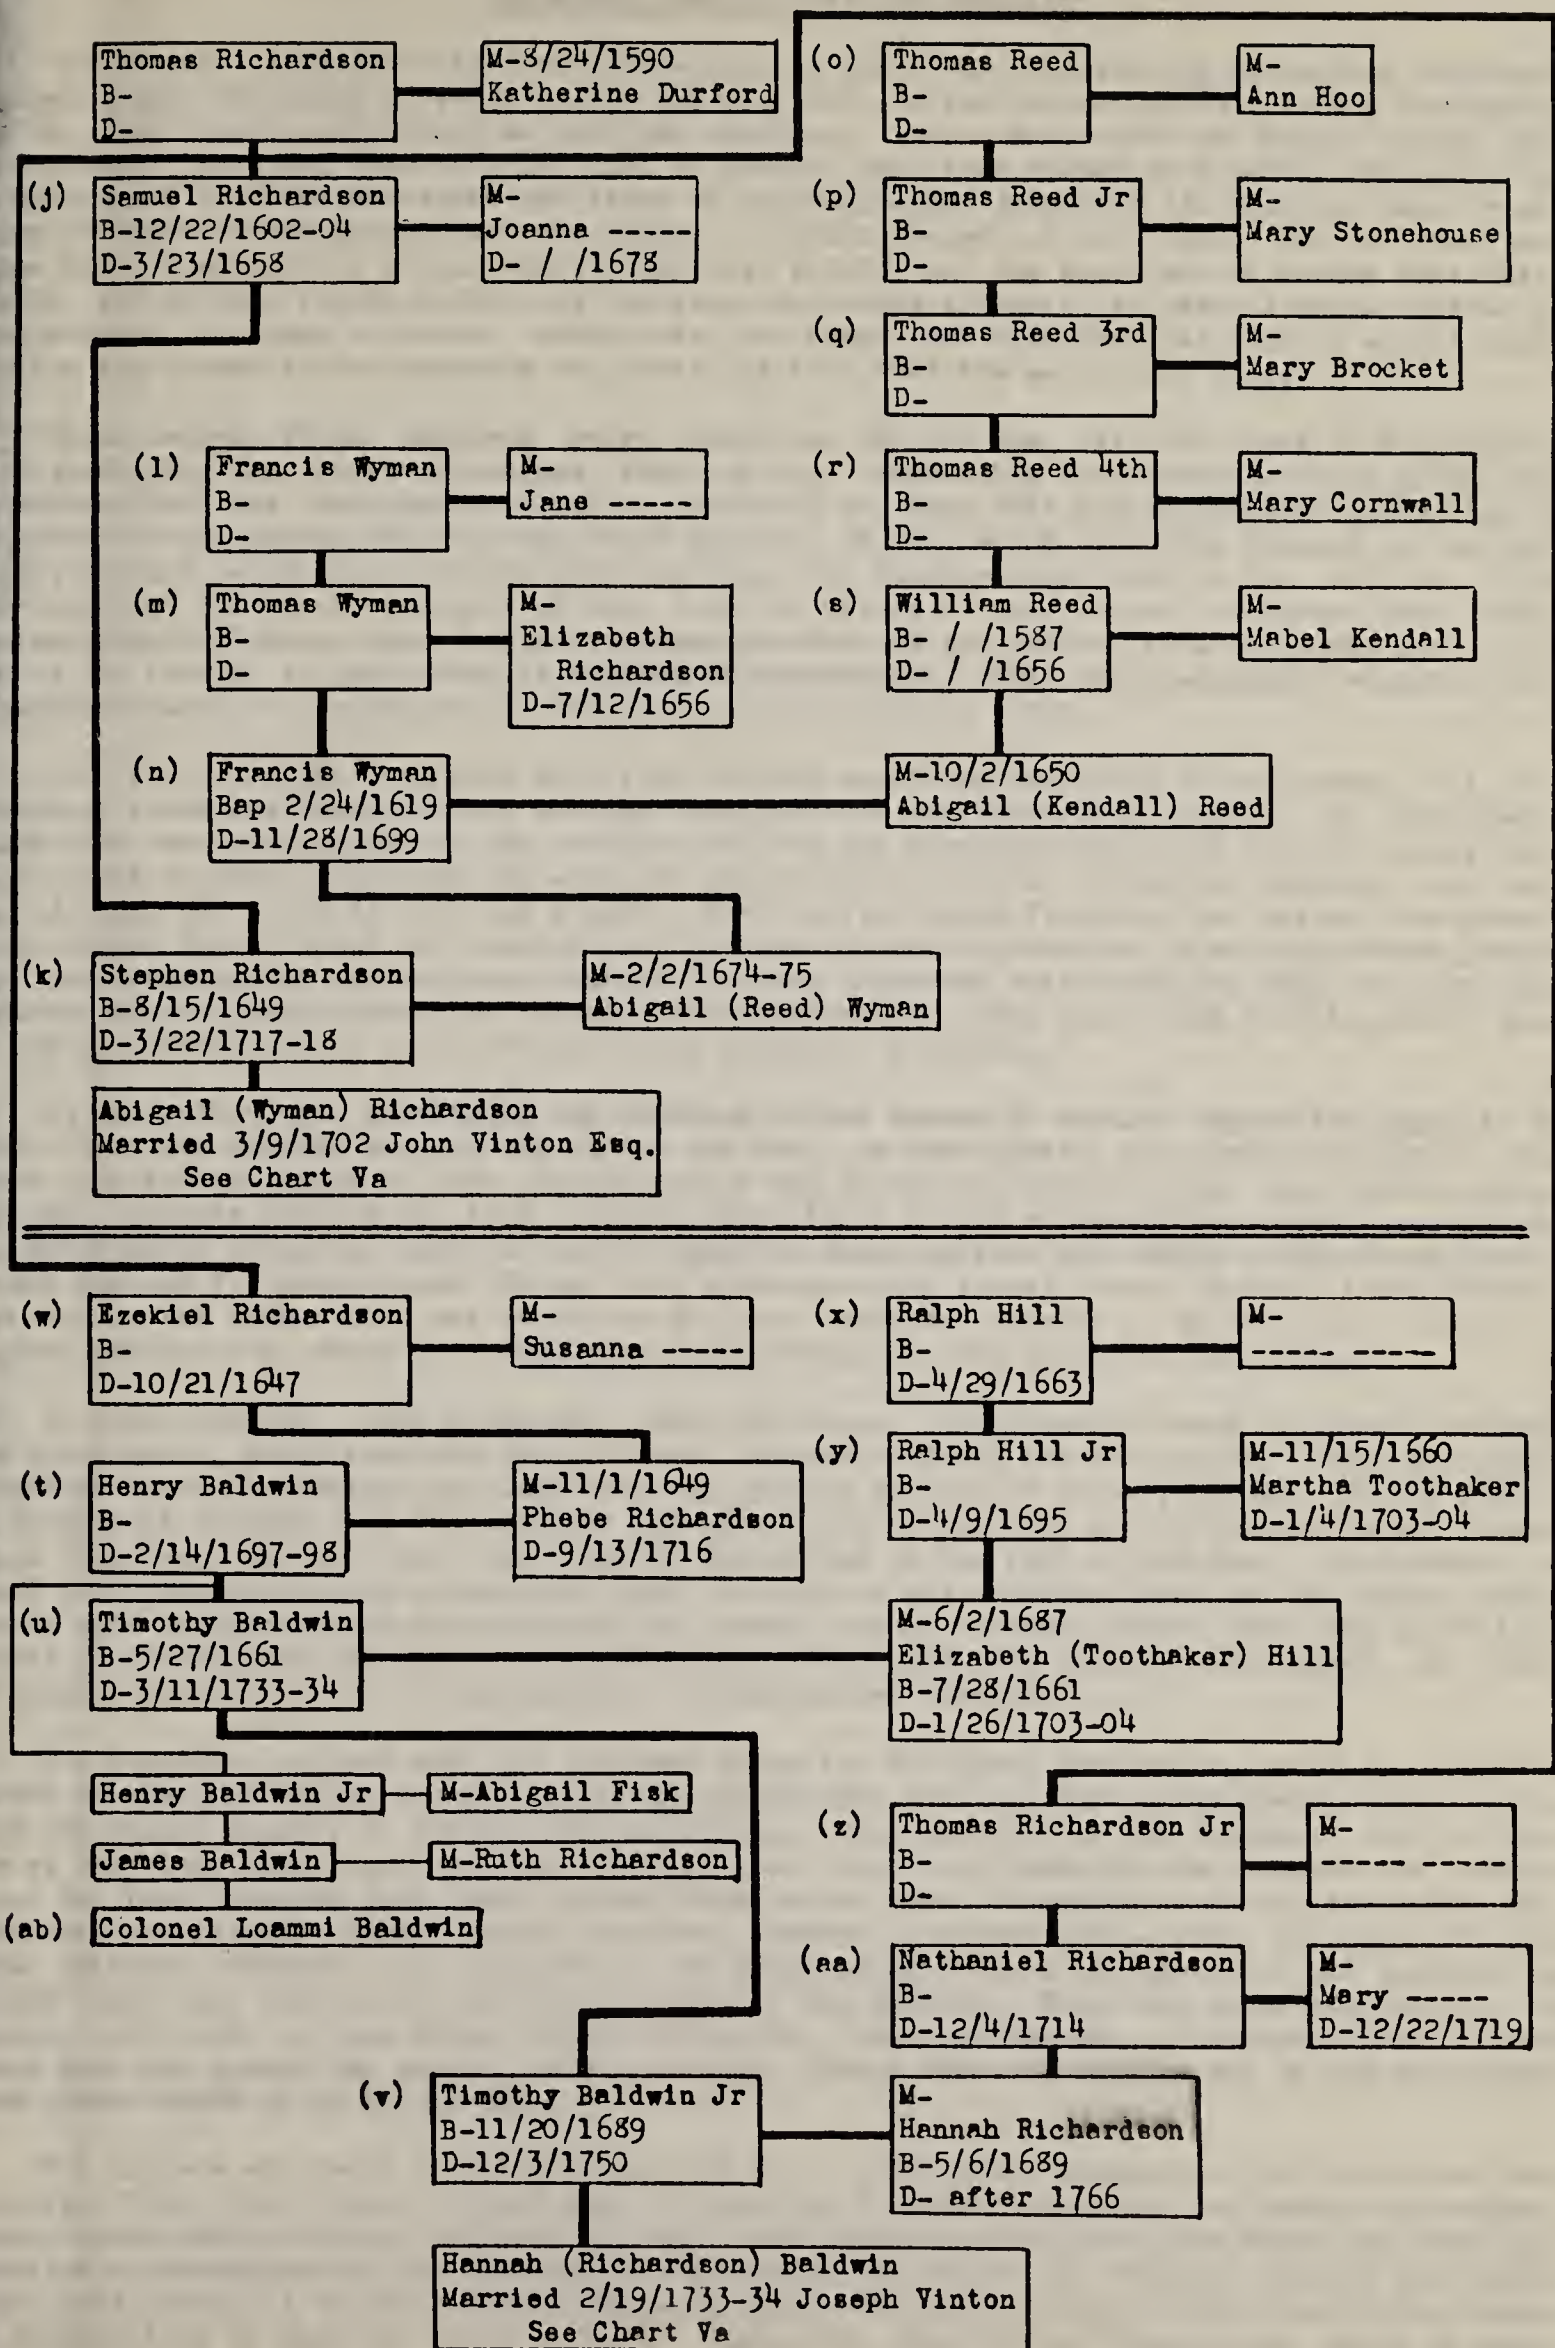 Thomas Richardson
B-
D-
M-8/24/1590
Katherine Durford
(o)
Thomas Reed
B-
D-
M-
Ann Hoo
(j)
Samuel Richardson
B-12/22/1602-04
D-3/23/1658
M-
Joanna -----
D- / /1678
(p)
Thomas Reed Jr
B-
D-
M-
Mary Stonehouse
(q)
Thomas Reed 3rd
B-
D-
M-
Mary Brocket
(l)
Francis Wyman
B-
D-
M-
Jane -----
(r)
Thomas Reed 4th
B-
D-
M-
Mary Cornwall
(m)
Thomas Wyman
B-
D-
M-
Elizabeth
Richardson
D-7/12/1656
(s)
William Reed
B- / /1587
D- / /1656
M-
Mabel Kendall
(n)
Francis Wyman
Bap 2/24/1619
D-11/28/1699
M-10/2/1650
Abigail (Kendall) Reed
(k)
Stephen Richardson
B-8/15/1649
D-3/22/1717-18
M-2/2/1674-75
Abigail (Reed) Wyman
Abigail (Wyman) Richardson
Married 3/9/1702 John Vinton Esq.
See Chart Va
(w)
Ezekiel Richardson
B-
D-10/21/1647
M-
Susanna -----
(x)
Ralph Hill
B-
D-4/29/1663
M-
----- -----
(t)
Henry Baldwin
B-
D-2/14/1697-98
M-11/1/1649
Phebe Richardson
D-9/13/1716
(y)
Ralph Hill Jr
B-
D-4/9/1695
M-11/15/1660
Martha Toothaker
D-1/4/1703-04
(u)
Timothy Baldwin
B-5/27/1661
D-3/11/1733-34
M-6/2/1687
Elizabeth (Toothaker) Hill
B-7/28/1661
D-1/26/1703-04
Henry Baldwin Jr
M-Abigail Fisk
James Baldwin
M-Ruth Richardson
(ab)
Colonel Loammi Baldwin
(z)
Thomas Richardson Jr
B-
D-
M-
----- -----
(aa)
Nathaniel Richardson
B-
D-12/4/1714
M-
Mary -----
D-12/22/1719
(v)
Timothy Baldwin Jr
B-11/20/1689
D-12/3/1750
M-
Hannah Richardson
B-5/6/1689
D- after 1766
Hannah (Richardson) Baldwin
Married 2/19/1733-34 Joseph Vinton
See Chart Va